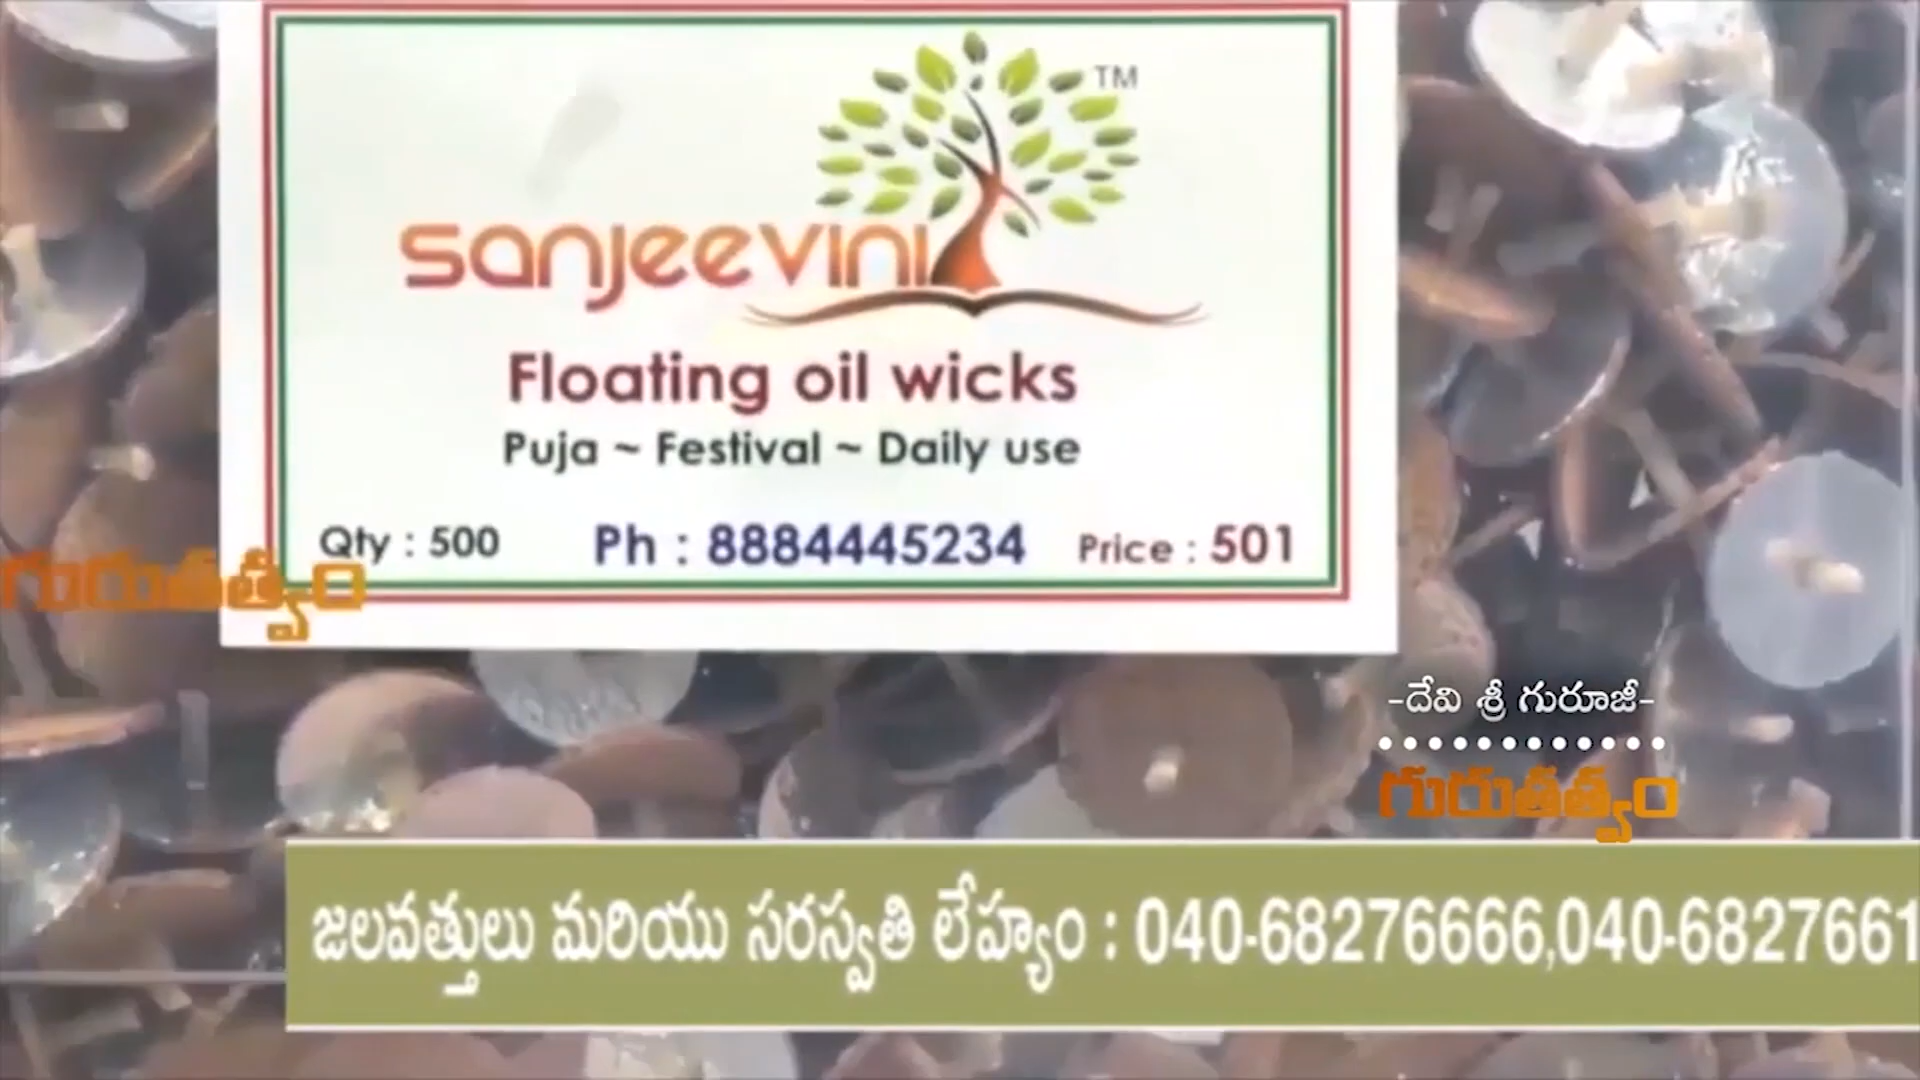 TM
sanjeevini
Floating oil wicks
Puja ~ Festival ~ Daily use
Qty : 500 Ph : 8884445234 Price : 501
గురుతత్వం
-దేవి శ్రీ గురూజీ-
గురుతత్వం
జలవత్తులు మరియు సరస్వతి లేహ్యం : 040-68276666,040-6827661